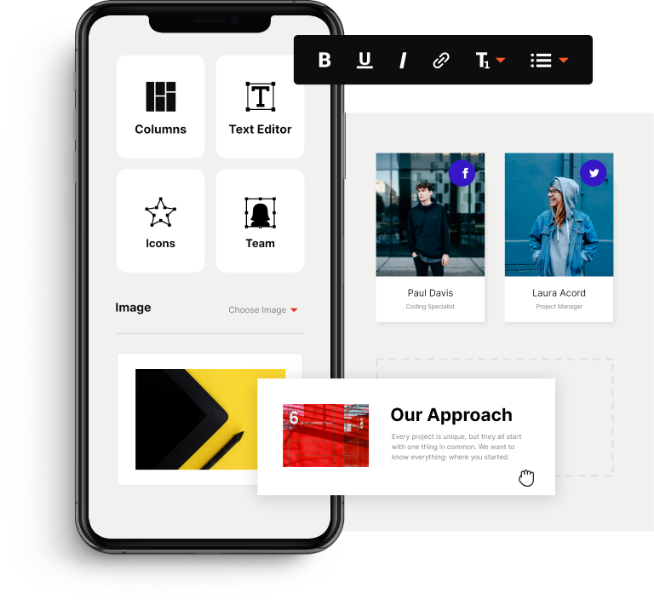 B U I T1
Columns
Text Editor
Icons
Team
Image
Choose Image
f
Paul Davis
Coding Specialist
Laura Acord
Project Manager
6
Our Approach
Every project is unique, but they all start
with one thing in common. We want to
know everything: where you started.